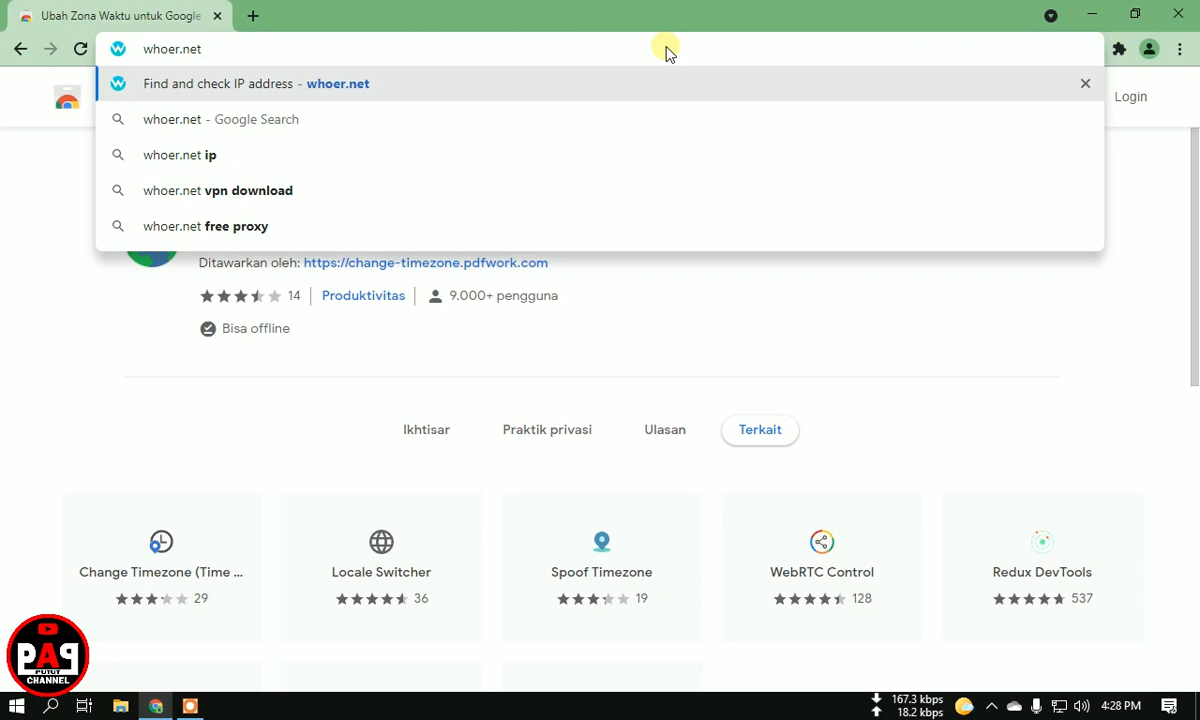 Ubah Zona Waktu untuk Google
whoer.net
Find and check IP address - whoer.net
whoer.net - Google Search
whoer.net ip
whoer.net vpn download
whoer.net free proxy
Login
Ditawarkan oleh: https://change-timezone.pdfwork.com
14 Produktivitas 9.000+ pengguna
Bisa offline
Ikhtisar Praktik privasi Ulasan Terkait
Change Timezone (Time ... Locale Switcher Spoof Timezone WebRTC Control Redux DevTools
29 36 19 128 537
PAP
PUTUT
CHANNEL
167.3 kbps
18.2 kbps
4:28 PM